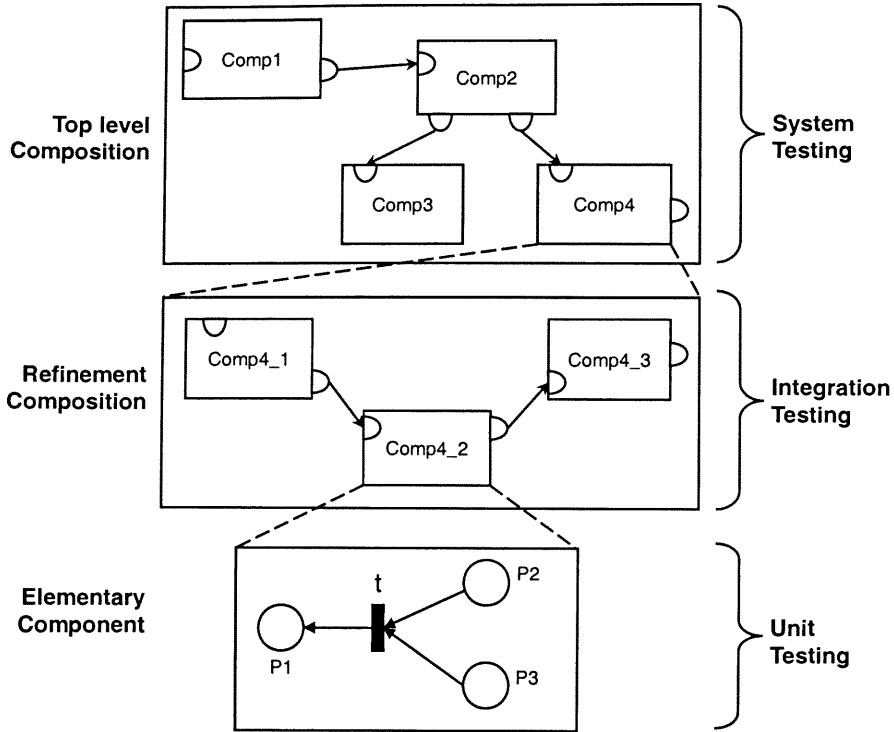 Comp1
Comp2
Top level
Composition
System
Testing
Comp3
Comp4
Comp4_1
Comp4_3
Refinement
Composition
Integration
Testing
Comp4_2
t
P2
Elementary
Component
P1
P3
Unit
Testing